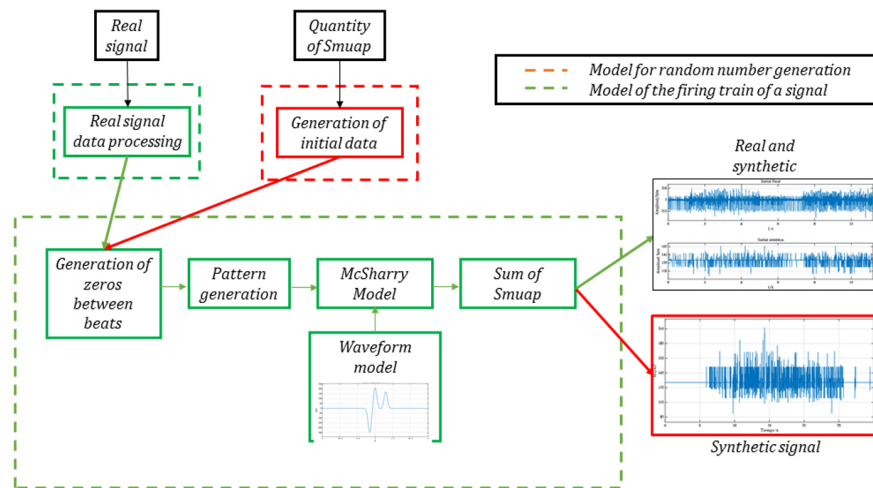 Real
signal
Quantity
of Smuap
Model for random number generation
Model of the firing train of a signal
Real signal
data processing
Generation of
initial data
Real and
synthetic
Generation of
zeros
between
beats
Pattern
generation
McSharry
Model
Sum of
Smuap
Waveform
model
Synthetic signal